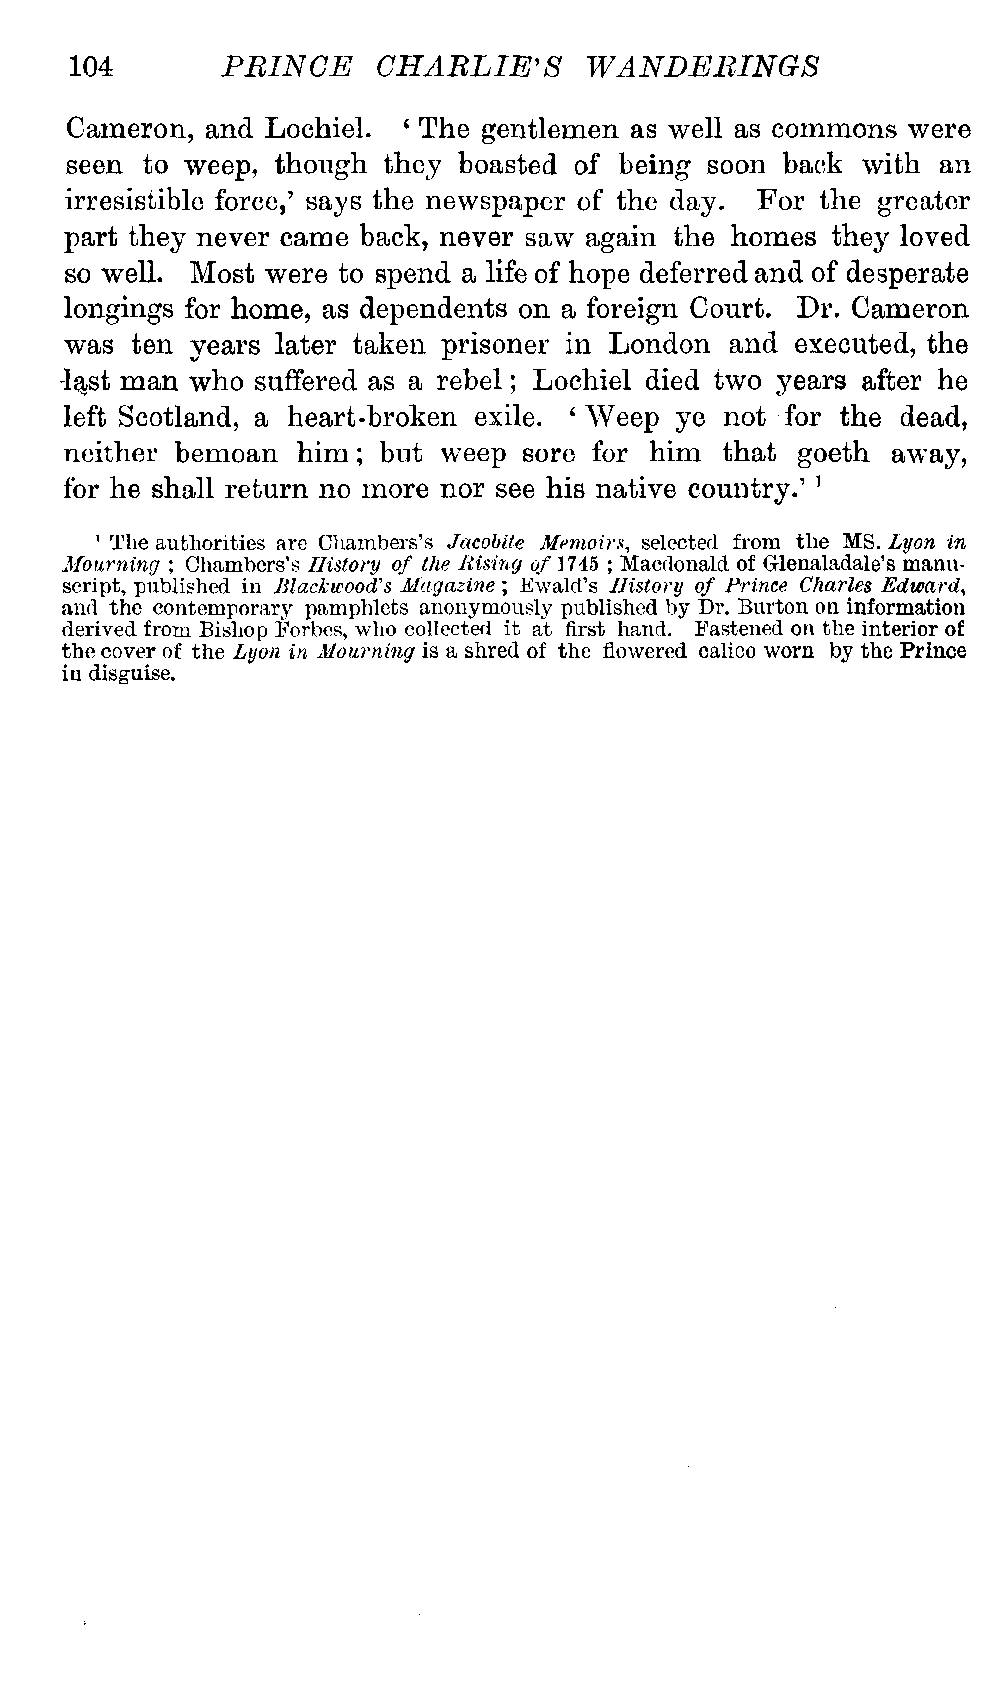 104 PRINCE CHARLIE'S WANDERINGS
Cameron, and Lochiel. ‘ The gentlemen as well as commons were
seen to weep, though they boasted of being soon back with an
irresistible force,’ says the newspaper of the day. For the greater
part they never came back, never saw again the homes they loved
so well. Most were to spend a life of hope deferred and of desperate
longings for home, as dependents on a foreign Court. Dr. Cameron
was ten years later taken prisoner in London and executed, the
last man who suffered as a rebel ; Lochiel died two years after he
left Scotland, a heart-broken exile. ‘ Weep ye not for the dead,
neither bemoan him ; but weep sore for him that goeth away,
for he shall return no more nor see his native country.’ ¹
¹ The authorities are Chambers's Jacobite Memoirs, selected from the MS. Lyon in
Mourning ; Chambers's History of the Rising of 1745 ; Macdonald of Glenaladale's manu-
script, published in Blackwood's Magazine ; Ewald's History of Prince Charles Edward,
and the contemporary pamphlets anonymously published by Dr. Burton on information
derived from Bishop Forbes, who collected it at first hand. Fastened on the interior of
the cover of the Lyon in Mourning is a shred of the flowered calico worn by the Prince
in disguise.